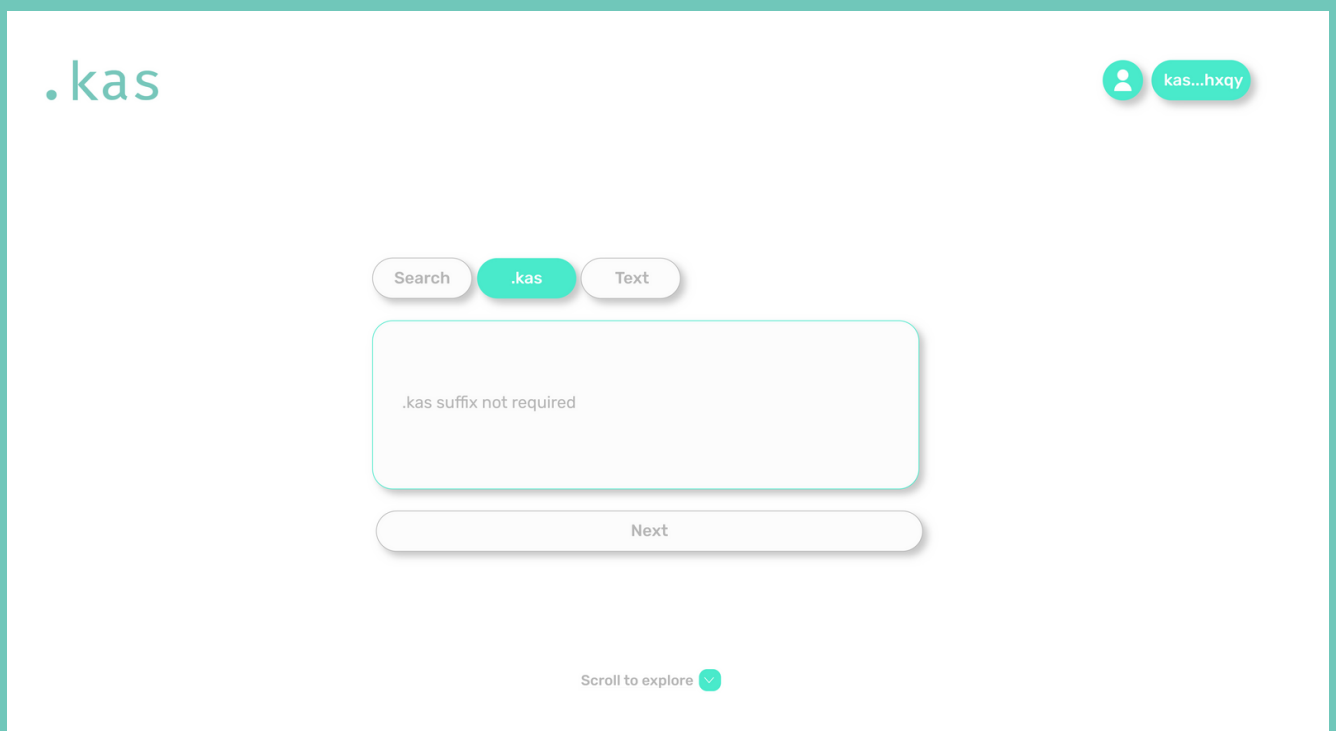 .kas
kas...hxqy
Search
.kas
Text
.kas suffix not required
Next
Scroll to explore